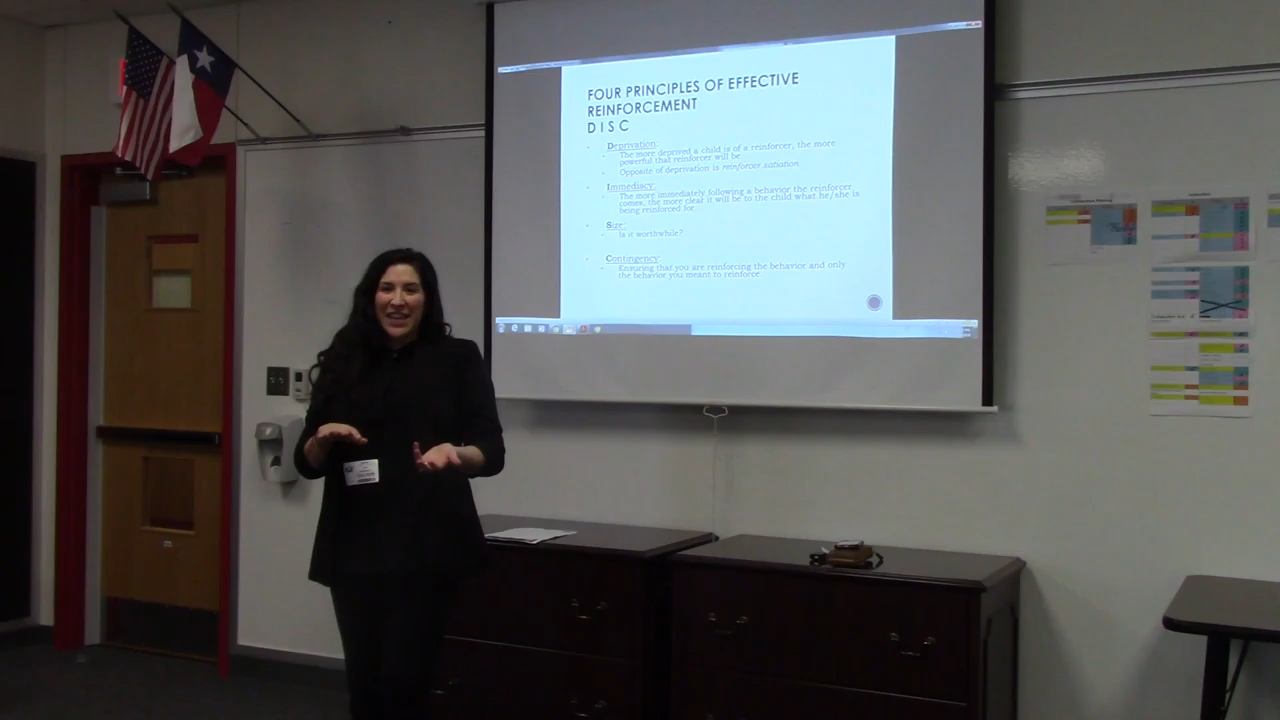 FOUR PRINCIPLES OF EFFECTIVE
REINFORCEMENT
D I S C
Deprivation:
The more deprived a child is of a reinforcer, the more
powerful that reinforcer will be.
Opposite of deprivation is reinforcer satiation
Immediacy:
The more immediately following a behavior the reinforcer
comes, the more clear it will be to the child what he/she is
being reinforced for
Size:
Is it worthwhile?
Contingency:
Ensuring that you are reinforcing the behavior and only
the behavior you meant to reinforce.